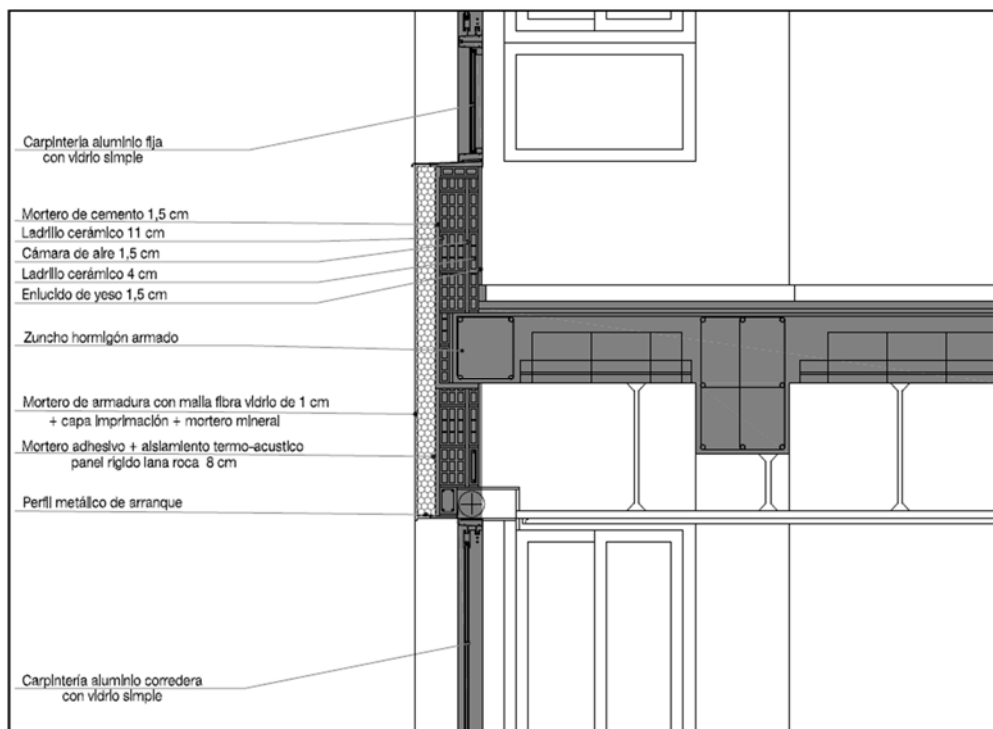 Carpintería aluminio fija
con vidrio simple
Mortero de cemento 1,5 cm
Ladrillo cerámico 11 cm
Cámara de aire 1,5 cm
Ladrillo cerámico 4 cm
Enlucido de yeso 1,5 cm
Zuncho hormigón armado
Mortero de armadura con malla fibra vidrio de 1 cm
+ capa imprimación + mortero mineral
Mortero adhesivo + aislamiento termo-acustico
panel rígido lana roca 8 cm
Perfil metálico de arranque
Carpintería aluminio corredera
con vidrio simple